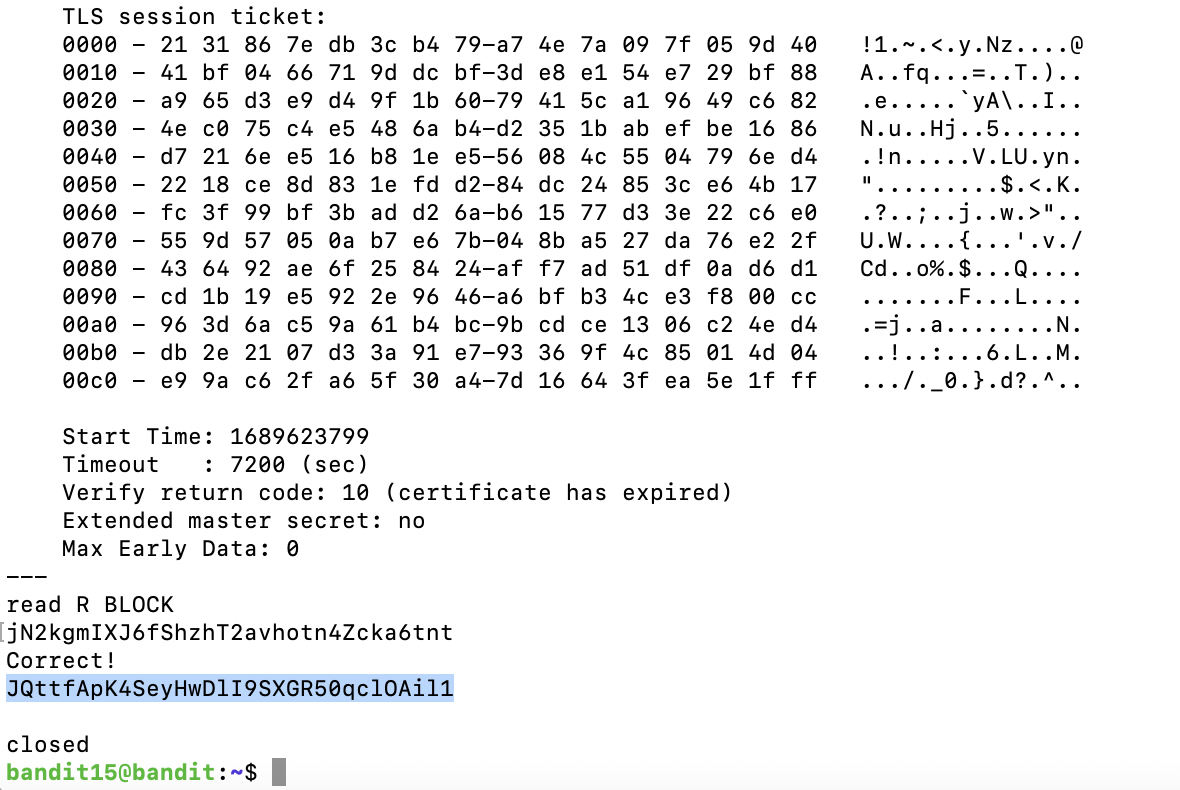 TLS session ticket:
0000 – 21 31 86 7e db 3c b4 79–a7 4e 7a 09 7f 05 9d 40   !1.~.<.y.Nz....@
0010 – 41 bf 04 66 71 9d dc bf–3d e8 e1 54 e7 29 bf 88   A..fq...=..T.)..
0020 – a9 65 d3 e9 d4 9f 1b 60–79 41 5c a1 96 49 c6 82   .e.....`yA\..I..
0030 – 4e c0 75 c4 e5 48 6a b4–d2 35 1b ab ef be 16 86   N.u..Hj..5......
0040 – d7 21 6e e5 16 b8 1e e5–56 08 4c 55 04 79 6e d4   .!n.....V.LU.yn.
0050 – 22 18 ce 8d 83 1e fd d2–84 dc 24 85 3c e6 4b 17   ".........$.<.K.
0060 – fc 3f 99 bf 3b ad d2 6a–b6 15 77 d3 3e 22 c6 e0   .?..;..j..w.>"..
0070 – 55 9d 57 05 0a b7 e6 7b–04 8b a5 27 da 76 e2 2f   U.W....{...'.v./
0080 – 43 64 92 ae 6f 25 84 24–af f7 ad 51 df 0a d6 d1   Cd..o%.$...Q....
0090 – cd 1b 19 e5 92 2e 96 46–a6 bf b3 4c e3 f8 00 cc   .......F...L....
00a0 – 96 3d 6a c5 9a 61 b4 bc–9b cd ce 13 06 c2 4e d4   .=j..a........N.
00b0 – db 2e 21 07 d3 3a 91 e7–93 36 9f 4c 85 01 4d 04   ..!..:...6.L..M.
00c0 – e9 9a c6 2f a6 5f 30 a4–7d 16 64 3f ea 5e 1f ff   .../._0.}.d?.^..
Start Time: 1689623799
Timeout   : 7200 (sec)
Verify return code: 10 (certificate has expired)
Extended master secret: no
Max Early Data: 0
–––
read R BLOCK
jN2kgmIXJ6fShzhT2avhotn4Zcka6tnt
Correct!
JQttfApK4SeyHwDlI9SXGR50qclOAil1
closed
bandit15@bandit:~$